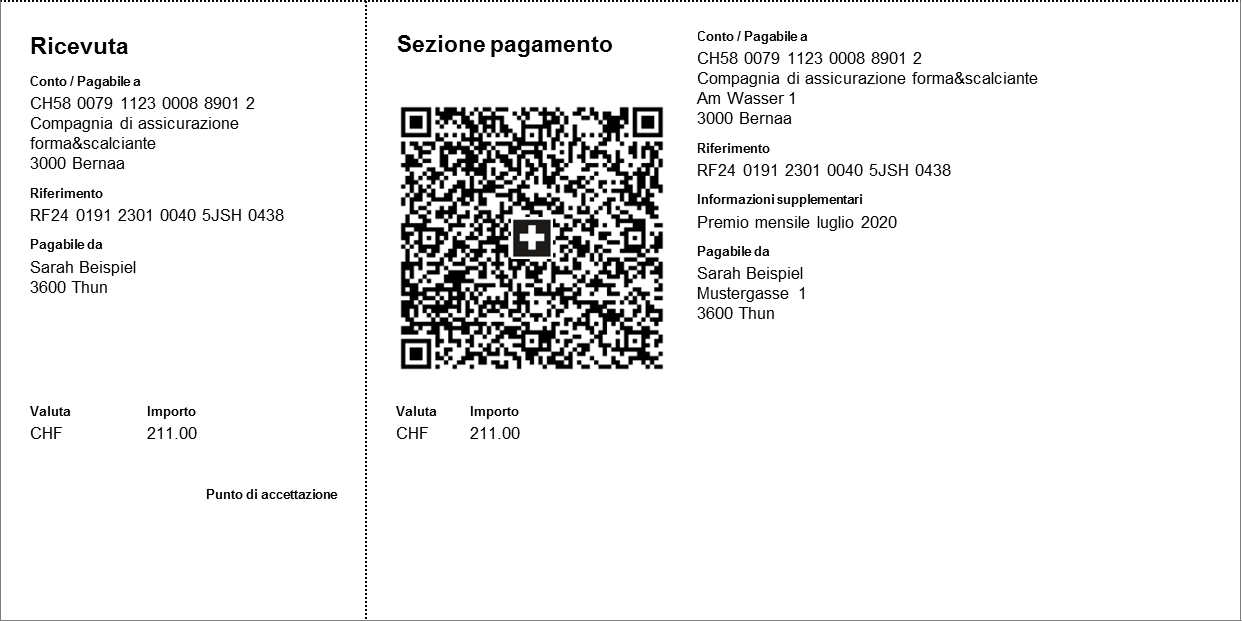 Ricevuta
Conto / Pagabile a
CH58 0079 1123 0008 8901 2
Compagnia di assicurazione
forma&scalciante
3000 Bernaa
Riferimento
RF24 0191 2301 0040 5JSH 0438
Pagabile da
Sarah Beispiel
3600 Thun
Valuta Importo
CHF 211.00
Punto di accettazione
Sezione pagamento
Valuta Importo
CHF 211.00
Conto / Pagabile a
CH58 0079 1123 0008 8901 2
Compagnia di assicurazione forma&scalciante
Am Wasser 1
3000 Bernaa
Riferimento
RF24 0191 2301 0040 5JSH 0438
Informazioni supplementari
Premio mensile luglio 2020
Pagabile da
Sarah Beispiel
Mustergasse 1
3600 Thun